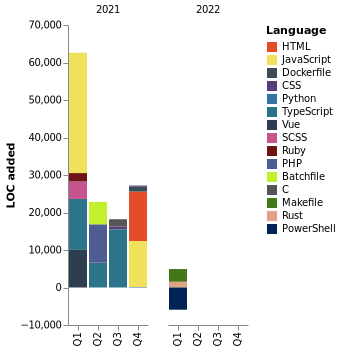 2021
2022
LOC added
70,000
60,000
50,000
40,000
30,000
20,000
10,000
0
−10,000
Q1
Q2
Q3
Q4
Q1
Q2
Q3
Q4
Language
HTML
JavaScript
Dockerfile
CSS
Python
TypeScript
Vue
SCSS
Ruby
PHP
Batchfile
C
Makefile
Rust
PowerShell